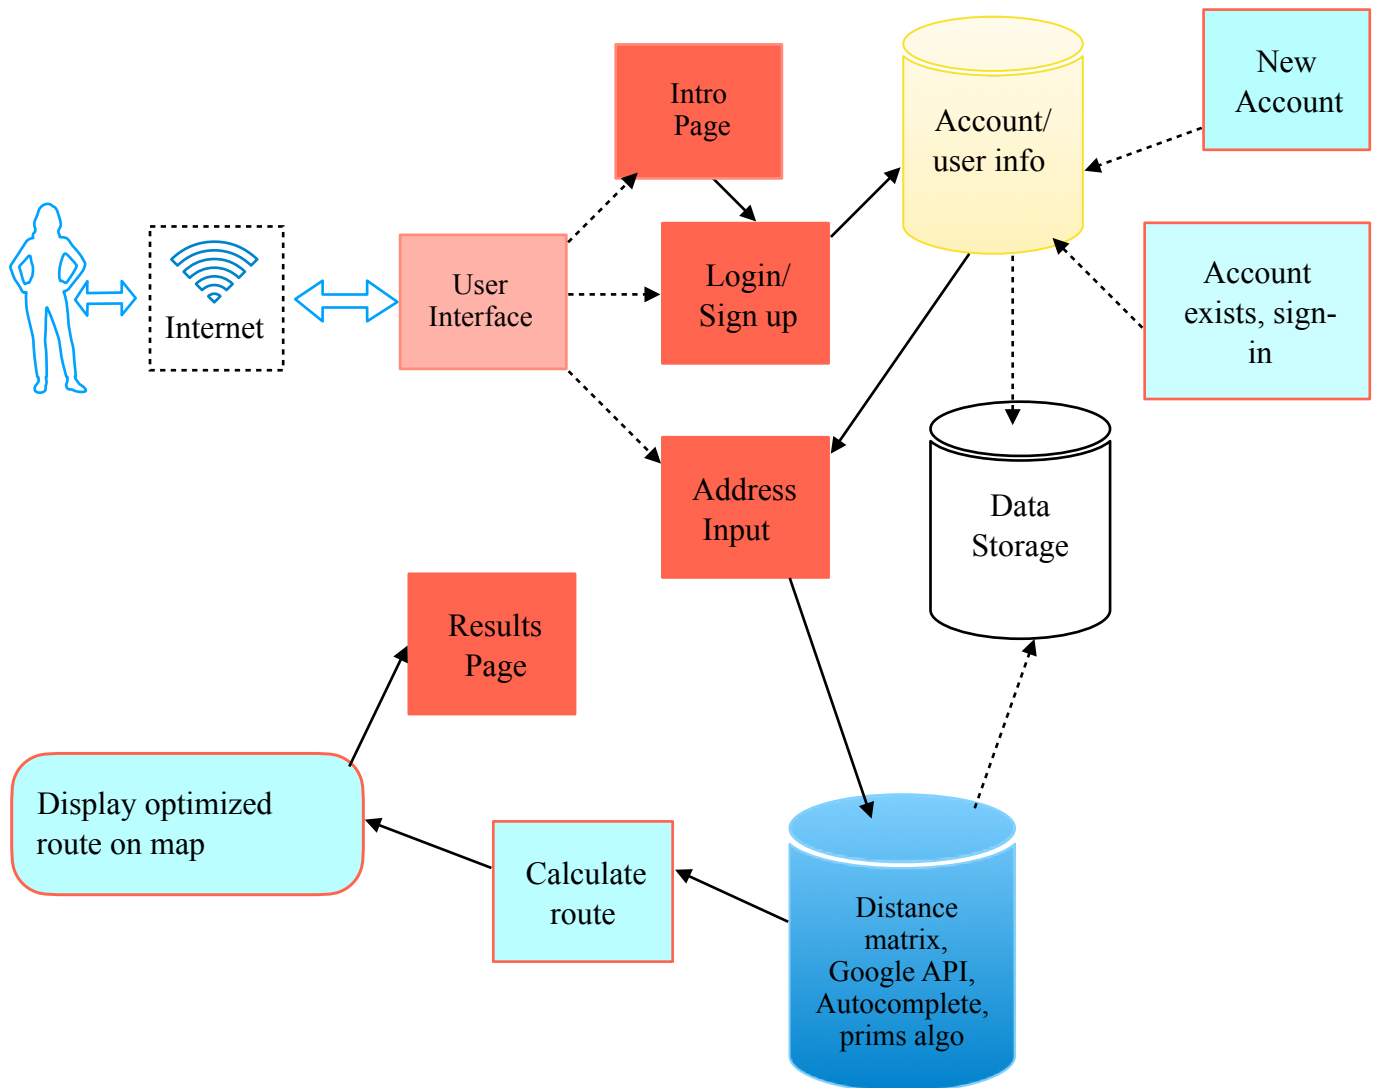 Intro
Page
Account/
user info
New
Account
Internet
User
Interface
Login/
Sign up
Account
exists, sign-
in
Address
Input
Data
Storage
Results
Page
Display optimized
route on map
Calculate
route
Distance
matrix,
Google API,
Autocomplete,
prims algo